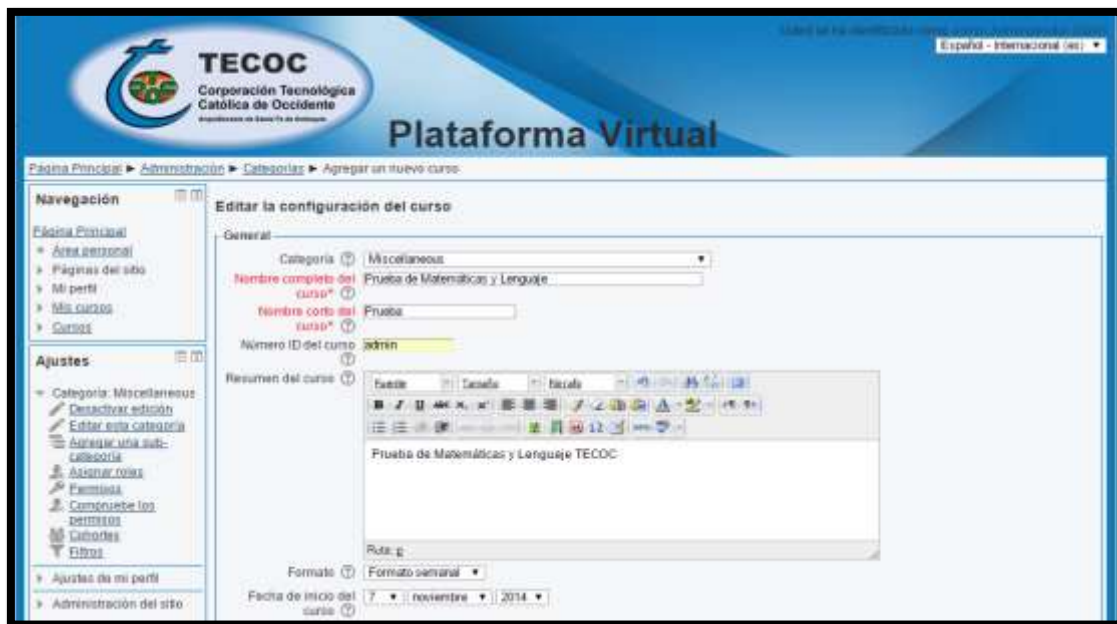 Español - Internacional (es)
TECOC
Corporación Tecnológica
Católica de Occidente
Plataforma Virtual
Página Principal ► Administración ► Categorías ► Agregar un nuevo curso
Navegación
Página Principal
Área personal
Páginas del sitio
Mi perfil
Mis cursos
Cursos
Ajustes
Categoría: Miscellaneous
Desactivar edición
Editar esta categoría
Agregar una sub-
categoría
Asignar roles
Permisos
Compruebe los
permisos
Cohortes
Filtros
Ajustes de mi perfil
Administración del sitio
Editar la configuración del curso
General
Categoría Miscellaneous
Nombre completo del Prueba de Matemáticas y Lenguaje
curso*
Nombre corto del Prueba
curso*
Número ID del curso admin
Resumen del curso
Fuente Tamaño Párrafo
Prueba de Matemáticas y Lenguaje TECOC
Ruta: p
Formato Formato semanal
Fecha de inicio del 7 noviembre 2014
curso